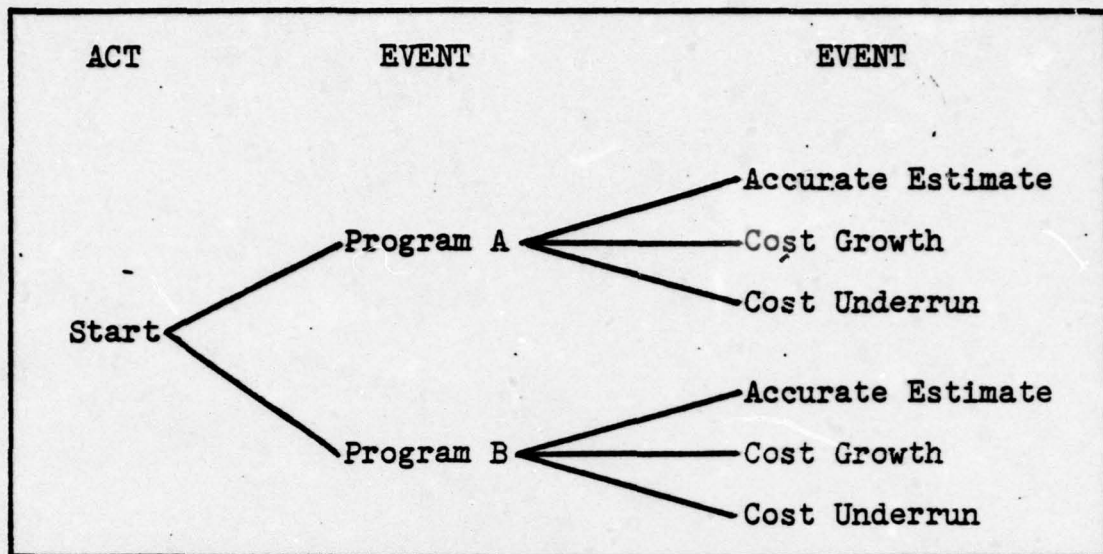 ACT EVENT EVENT
Accurate Estimate
Program A Cost Growth
Cost Underrun
Start
Accurate Estimate
Program B Cost Growth
Cost Underrun